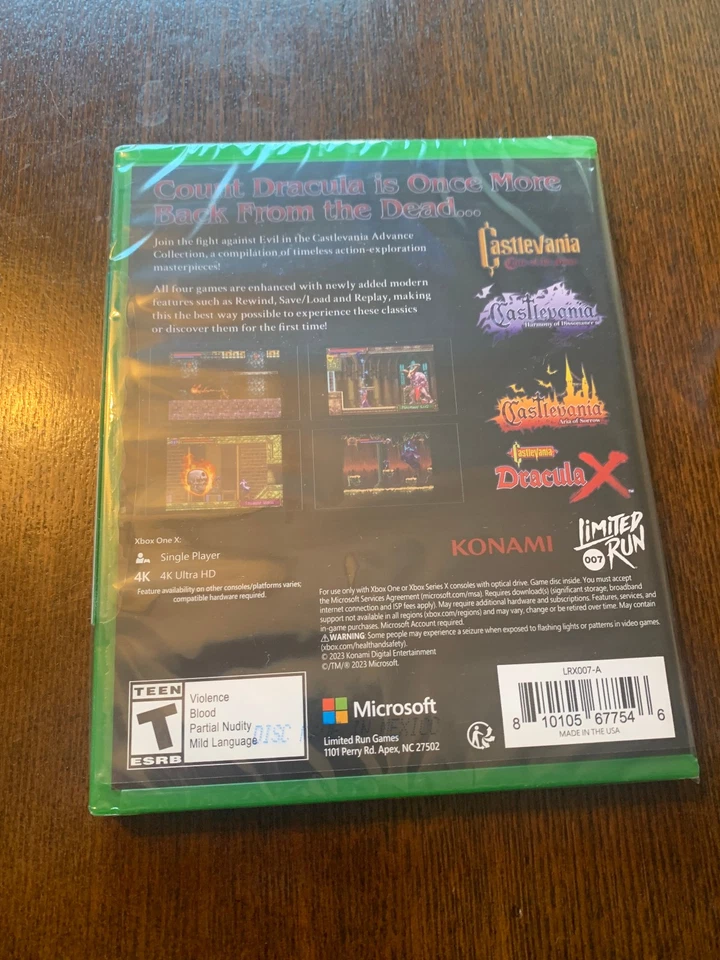 Count Dracula is Once More
Back From the Dead...
Join the fight against Evil in the Castlevania Advance
Collection, a compilation of timeless action-exploration
masterpieces!
All four games are enhanced with newly added modern
features such as Rewind, Save/Load and Replay, making
this the best way possible to experience these classics
or discover them for the first time!
Castlevania
Castlevania
Harmony of Dissonance
Castlevania
Aria of Sorrow
Castlevania
Dracula X
TM
Xbox One X:
Single Player
4K 4K Ultra HD
Feature availability on other consoles/platforms varies;
compatible hardware required.
KONAMI
LIMITED
RUN
007
For use only with Xbox One or Xbox Series X consoles with optical drive. Game disc inside. You must accept
the Microsoft Services Agreement (microsoft.com/msa). Requires download(s) (significant storage, broadband
internet connection and ISP fees apply). May require additional hardware and subscriptions. Features, services, and
support not available in all regions (xbox.com/regions) and may vary, change or be retired over time. May contain
in-game purchases. Microsoft Account required.
WARNING: Some people may experience a seizure when exposed to flashing lights or patterns in video games.
(xbox.com/healthandsafety).
© 2023 Konami Digital Entertainment
©/TM/® 2023 Microsoft.
TEEN
T
ESRB
Violence
Blood
Partial Nudity
Mild Language
DISC
Microsoft
Limited Run Games
1101 Perry Rd. Apex, NC 27502
LRX007-A
8 10105 67754 6
MADE IN THE USA